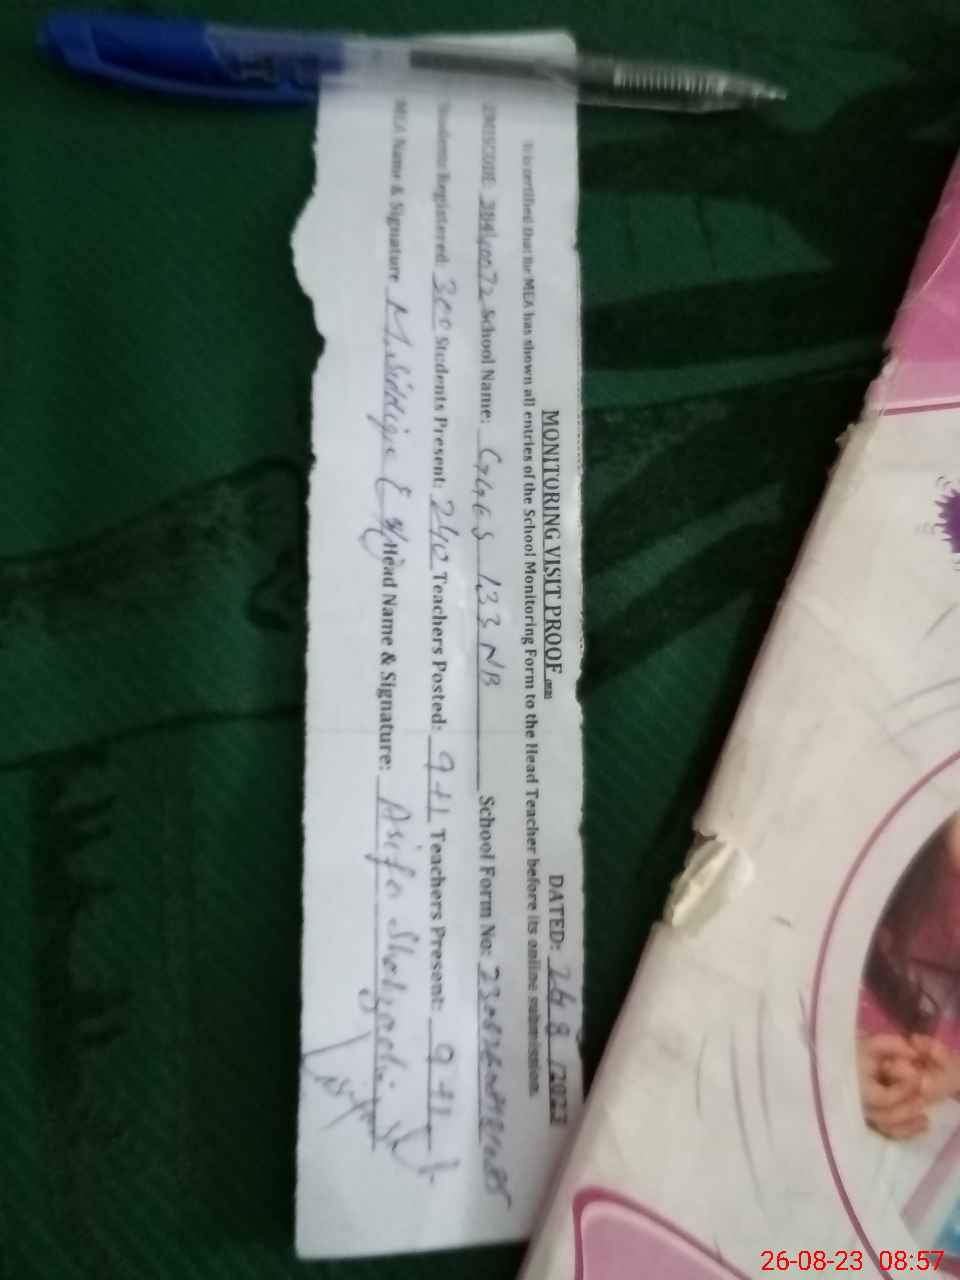 MONITORING VISIT PROOF DATED: 26 8 /2023
It is certified that the MEA has shown all entries of the School Monitoring Form to the Head Teacher before its online submission.
EMISCODE: School Name: GGES 133 NB School Form No:
Students Registered: 300 Students Present: 240 Teachers Posted: 9+1 Teachers Present: 9+1
MEA Name & Signature M. Siddique Head Name & Signature: Asifa
26-08-23 08:57